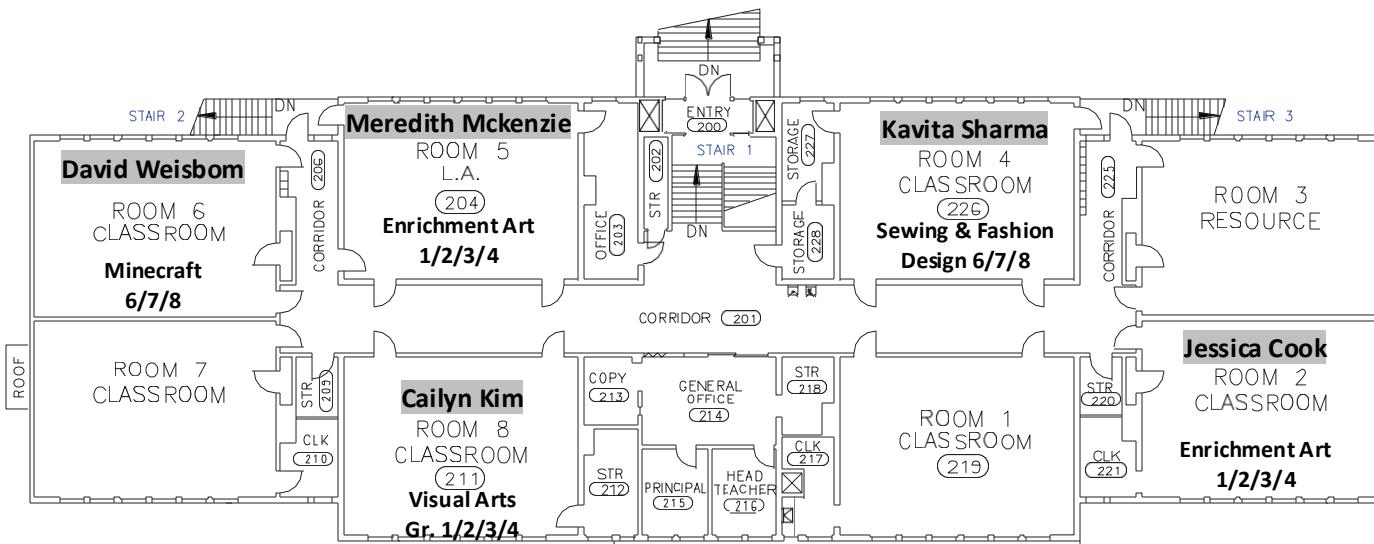 DN
ENTRY
200
STAIR 1
DN
STAIR 2
DN
David Weisbom
ROOM 6
CLASSROOM
Minecraft
6/7/8
206
CORRIDOR
Meredith Mckenzie
ROOM 5
L.A.
204
Enrichment Art
1/2/3/4
OFFICE
203
STR
202
STORAGE
227
STORAGE
228
Kavita Sharma
ROOM 4
CLASSROOM
226
Sewing & Fashion
Design 6/7/8
DN
STAIR 3
225
CORRIDOR
ROOM 3
RESOURCE
CORRIDOR 201
ROOF
ROOM 7
CLASSROOM
STR
209
CLK
210
Cailyn Kim
ROOM 8
CLASSROOM
211
Visual Arts
Gr. 1/2/3/4
COPY
213
STR
212
GENERAL
OFFICE
214
PRINCIPAL
215
HEAD
TEACHER
216
STR
218
CLK
217
ROOM 1
CLASSROOM
219
STR
220
CLK
221
Jessica Cook
ROOM 2
CLASSROOM
Enrichment Art
1/2/3/4